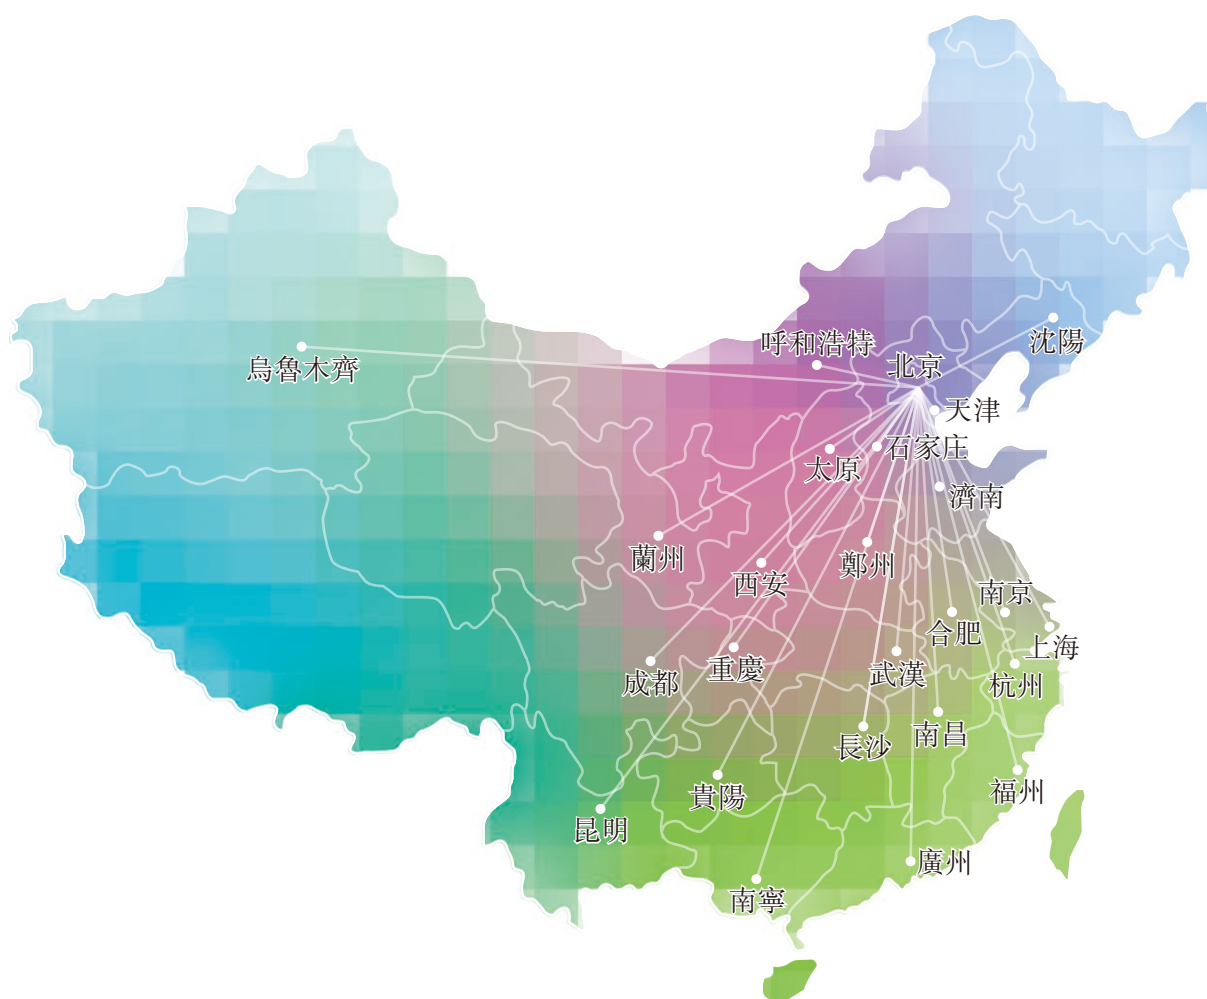 呼和浩特
沈陽
烏魯木齊
北京
天津
石家庄
太原
濟南
蘭州
鄭州
西安
南京
合肥
上海
重慶
武漢
成都
杭州
南昌
長沙
福州
貴陽
昆明
廣州
南寧